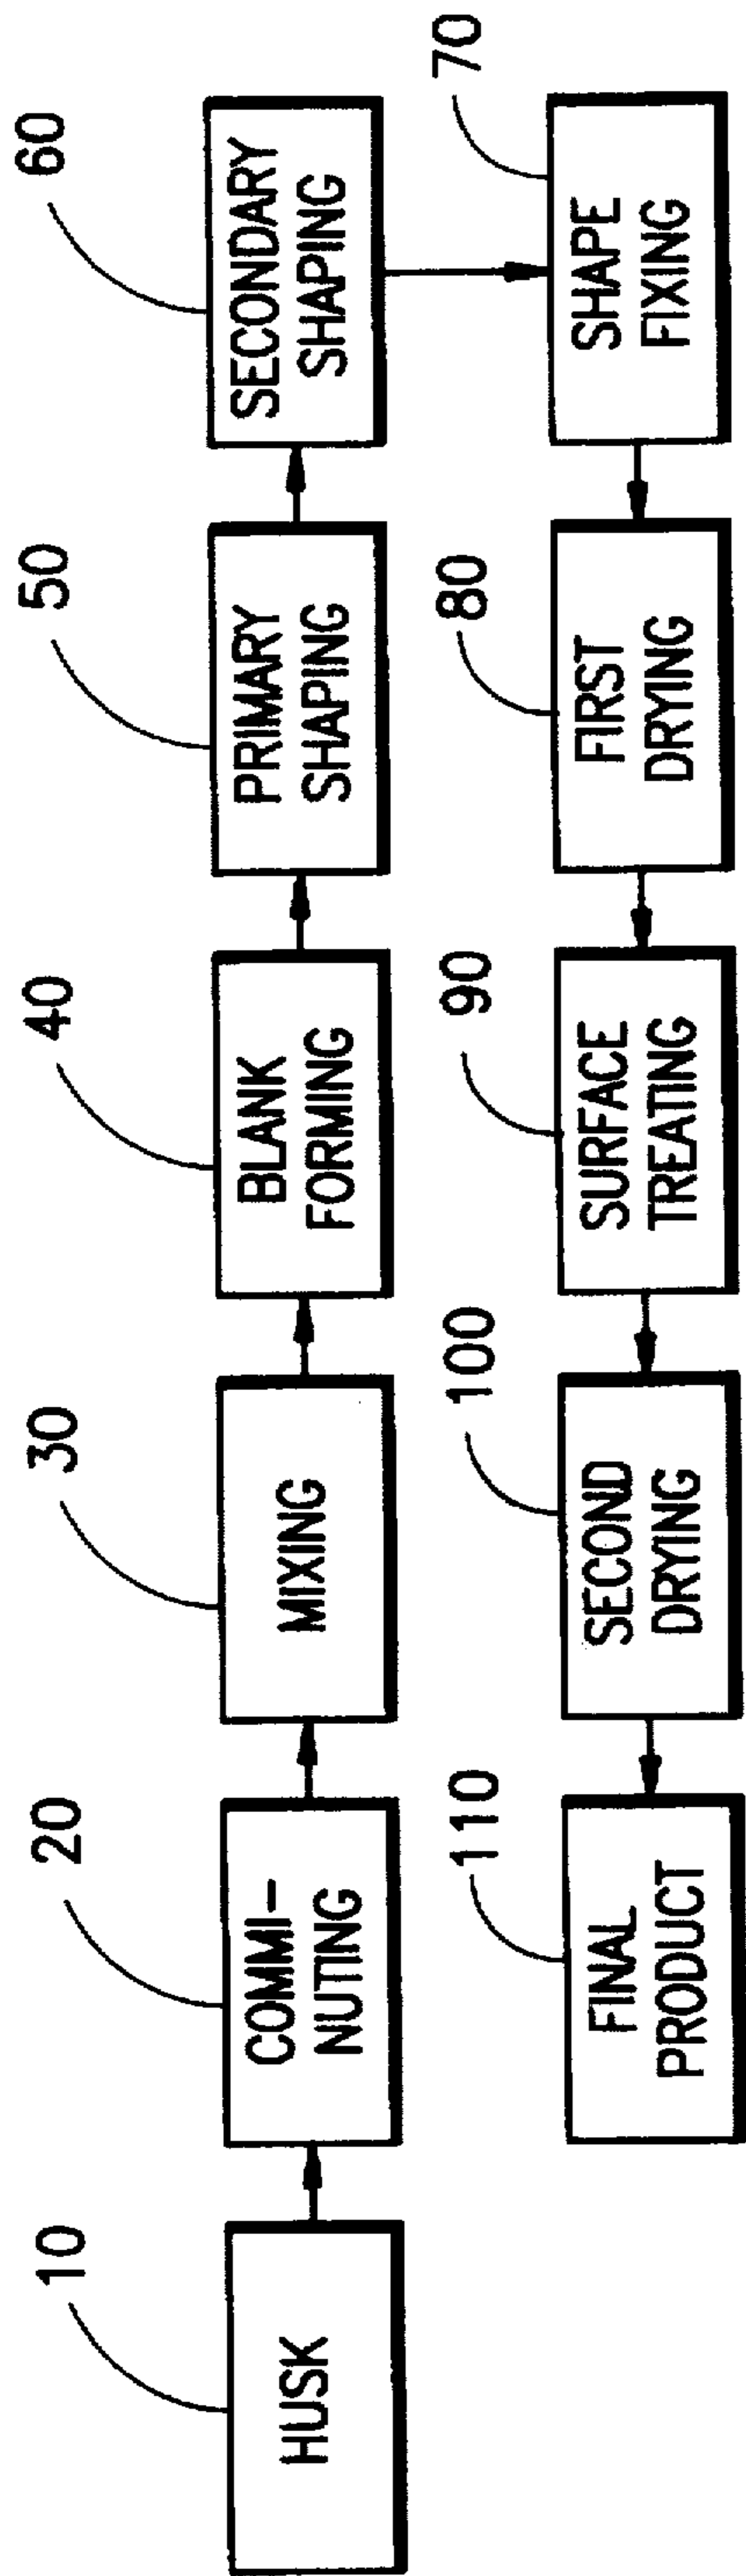 10
HUSK
20
COMMI-
NUTING
30
MIXING
40
BLANK
FORMING
50
PRIMARY
SHAPING
60
SECONDARY
SHAPING
70
SHAPE
FIXING
80
FIRST
DRYING
90
SURFACE
TREATING
100
SECOND
DRYING
110
FINAL
PRODUCT